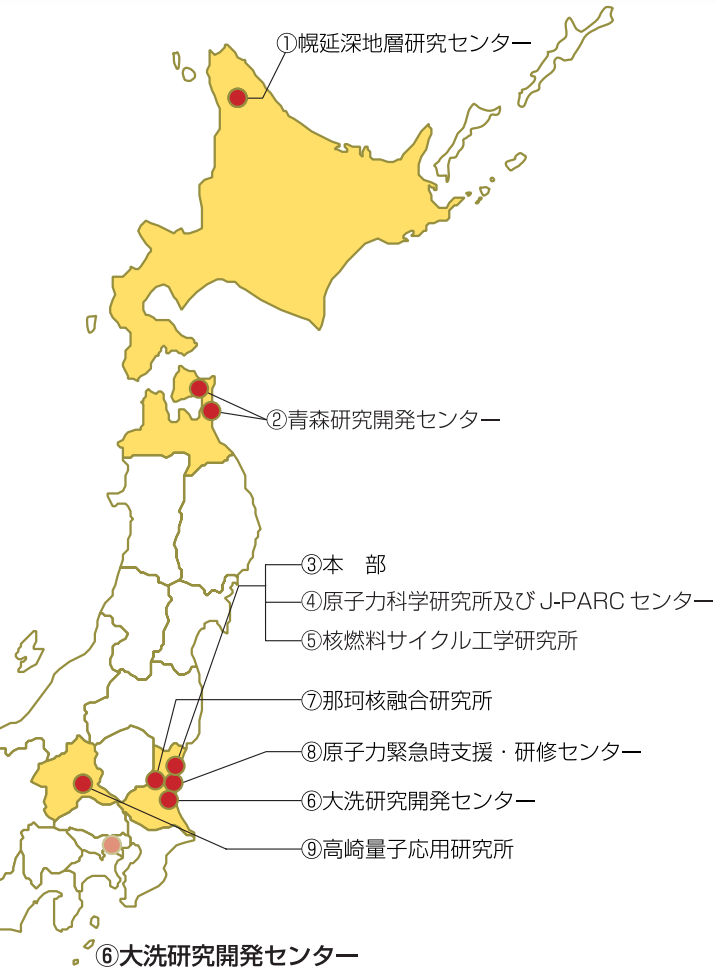 ①幌延深地層研究センター
②青森研究開発センター
③本　部
④原子力科学研究所及びJ-PARCセンター
⑤核燃料サイクル工学研究所
⑦那珂核融合研究所
⑧原子力緊急時支援・研修センター
⑥大洗研究開発センター
⑨高崎量子応用研究所
⑥大洗研究開発センター